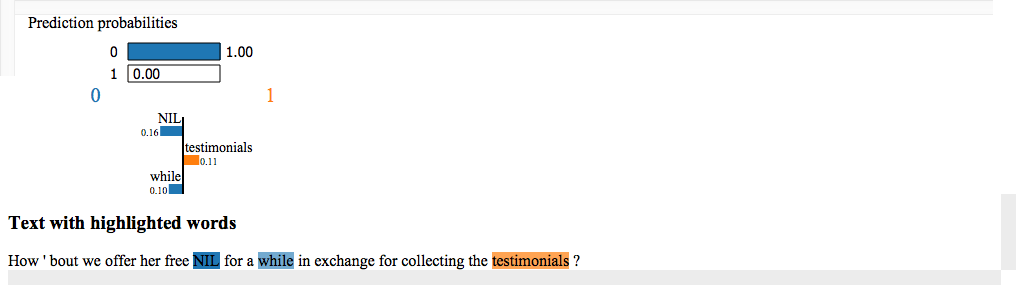 Prediction probabilities
0 1.00
1 0.00
0 1
NIL
0.16
testimonials
0.11
while
0.10
Text with highlighted words
How ' bout we offer her free NIL for a while in exchange for collecting the testimonials ?